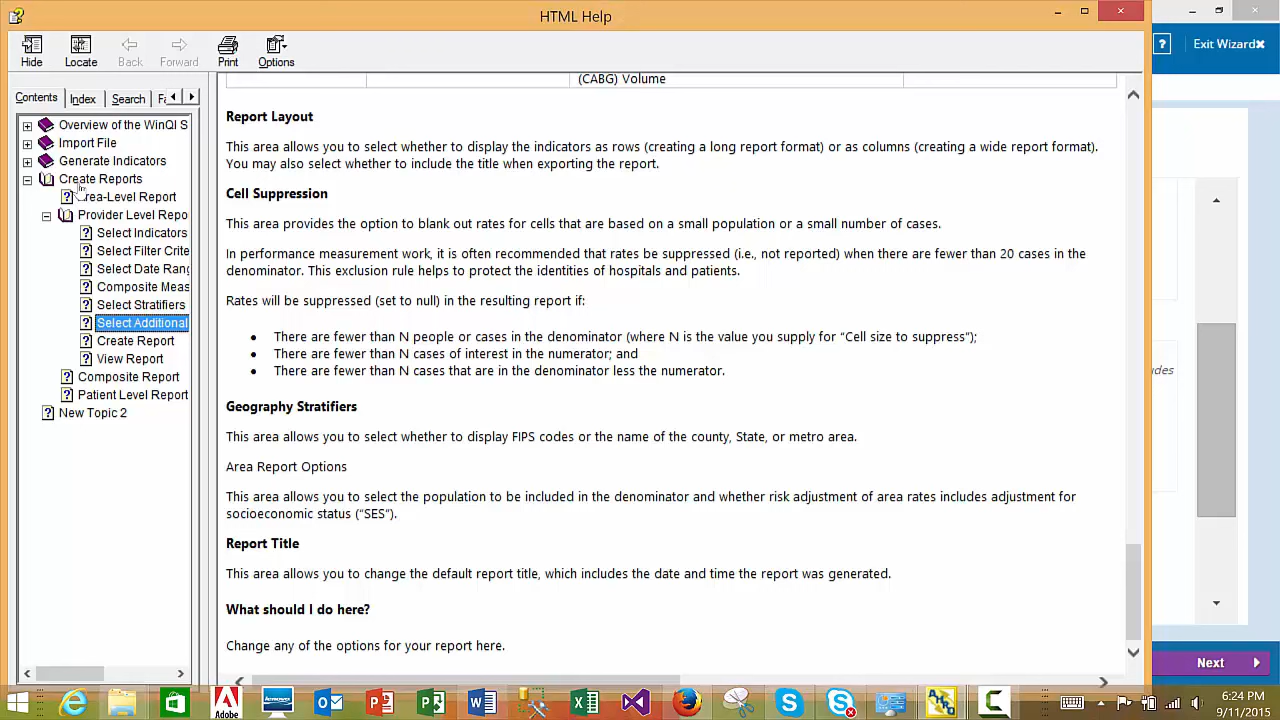 HTML Help
Exit Wizard
Hide Locate Back Forward Print Options
Contents Index Search
(CABG) Volume
Overview of the WinQI S
Import File
Generate Indicators
Create Reports
rea-Level Report
Provider Level Repo
Select Indicators
Select Filter Crite
Select Date Rang
Composite Meas
Select Stratifiers
Select Additional
Create Report
View Report
Composite Report
Patient Level Report
New Topic 2
Report Layout
This area allows you to select whether to display the indicators as rows (creating a long report format) or as columns (creating a wide report format).
You may also select whether to include the title when exporting the report.
Cell Suppression
This area provides the option to blank out rates for cells that are based on a small population or a small number of cases.
In performance measurement work, it is often recommended that rates be suppressed (i.e., not reported) when there are fewer than 20 cases in the
denominator. This exclusion rule helps to protect the identities of hospitals and patients.
Rates will be suppressed (set to null) in the resulting report if:
• There are fewer than N people or cases in the denominator (where N is the value you supply for “Cell size to suppress”);
• There are fewer than N cases of interest in the numerator; and
• There are fewer than N cases that are in the denominator less the numerator.
Geography Stratifiers
This area allows you to select whether to display FIPS codes or the name of the county, State, or metro area.
Area Report Options
This area allows you to select the population to be included in the denominator and whether risk adjustment of area rates includes adjustment for
socioeconomic status (“SES”).
Report Title
This area allows you to change the default report title, which includes the date and time the report was generated.
What should I do here?
Change any of the options for your report here.
Next
Adobe
6:24 PM
9/11/2015